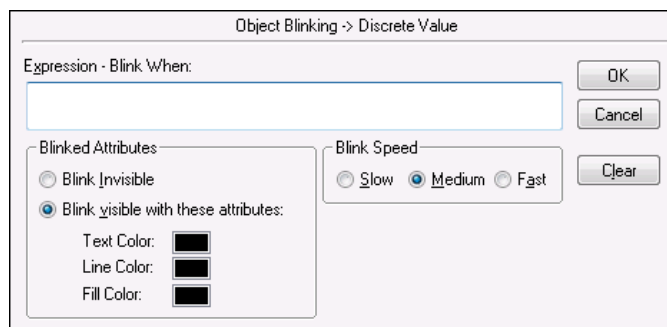 Object Blinking -> Discrete Value
Expression - Blink When:
OK
Cancel
Clear
Blinked Attributes
Blink Invisible
Blink visible with these attributes:
Text Color:
Line Color:
Fill Color:
Blink Speed
Slow Medium Fast